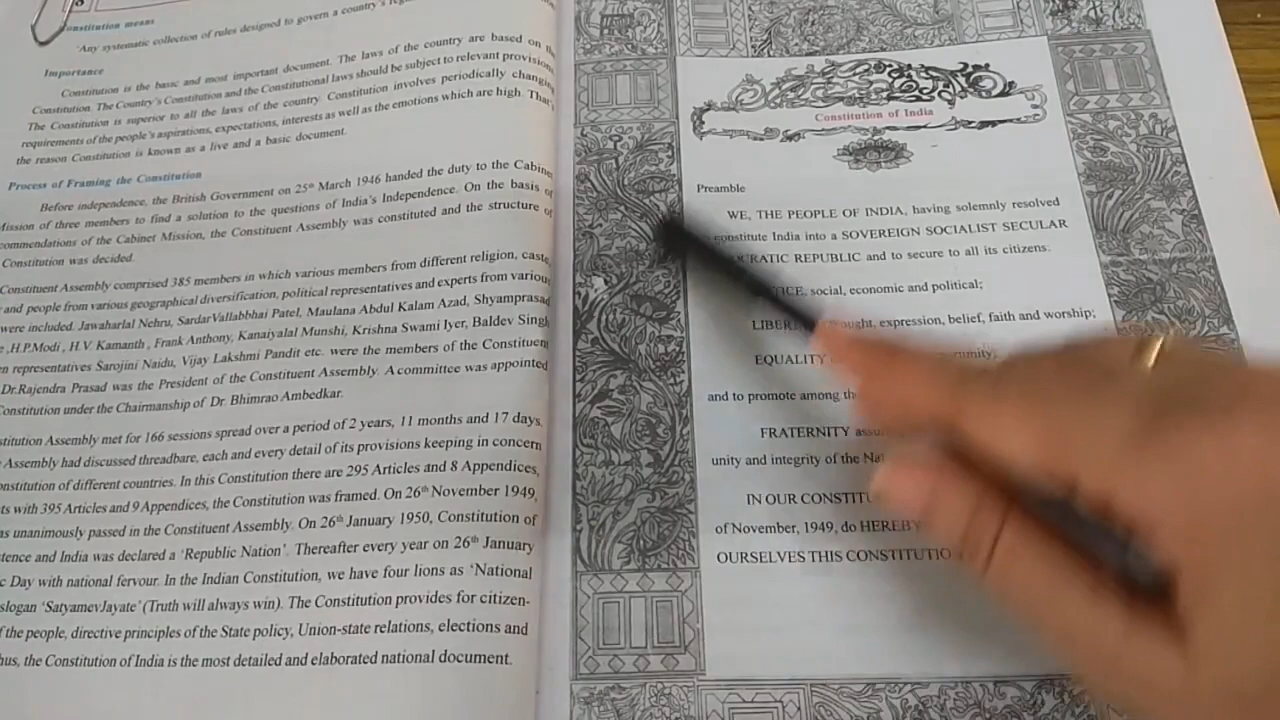 8
onstitution means
'Any systematic collection of rules designed to govern a country's
Importance
Constitution is the basic and most important document. The laws of the country are based on
Constitution. The Country's Constitution and the Constitutional laws should be subject to relevant provision
The Constitution is superior to all the laws of the country. Constitution involves periodically changin
requirements of the people's aspirations, expectations, interests as well as the emotions which are high. That's
the reason Constitution is known as a live and a basic document.
Process of Framing the Constitution
Before independence, the British Government on 25th March 1946 handed the duty to the Cabine
Mission of three members to find a solution to the questions of India's Independence. On the basis of
commendations of the Cabinet Mission, the Constituent Assembly was constituted and the structure of
Constitution was decided.
Constituent Assembly comprised 385 members in which various members from different religion, caste
and people from various geographical diversification, political representatives and experts from variou
were included. Jawaharlal Nehru, SardarVallabbhai Patel, Maulana Abdul Kalam Azad, Shyamprasad
,H.P.Modi , H.V. Kamanth , Frank Anthony, Kanaiyalal Munshi, Krishna Swami Iyer, Baldev Singh
n representatives Sarojini Naidu, Vijay Lakshmi Pandit etc. were the members of the Constituen
Dr.Rajendra Prasad was the President of the Constituent Assembly. A committee was appointed
Constitution under the Chairmanship of Dr. Bhimrao Ambedkar.
stitution Assembly met for 166 sessions spread over a period of 2 years, 11 months and 17 days,
Assembly had discussed threadbare, each and every detail of its provisions keeping in concern
onstitution of different countries. In this Constitution there are 295 Articles and 8 Appendices,
ts with 395 Articles and 9 Appendices, the Constitution was framed. On 26th November 1949,
as unanimously passed in the Constituent Assembly. On 26th January 1950, Constitution of
tence and India was declared a 'Republic Nation'. Thereafter every year on 26th January
c Day with national fervour. In the Indian Constitution, we have four lions as 'National
slogan 'SatyamevJayate' (Truth will always win). The Constitution provides for citizen-
f the people, directive principles of the State policy, Union-state relations, elections and
hus, the Constitution of India is the most detailed and elaborated national document.
Constitution of India
Preamble
WE, THE PEOPLE OF INDIA, having solemnly resolved
constitute India into a SOVEREIGN SOCIALIST SECULAR
CRATIC REPUBLIC and to secure to all its citizens.
ICE, social, economic and political;
LIBER ought, expression, belief, faith and worship;
EQUALITY
and to promote among th
FRATERNITY assu
unity and integrity of the Na
IN OUR CONSTIT
of November, 1949, do HEREBY
OURSELVES THIS CONSTITUTIO